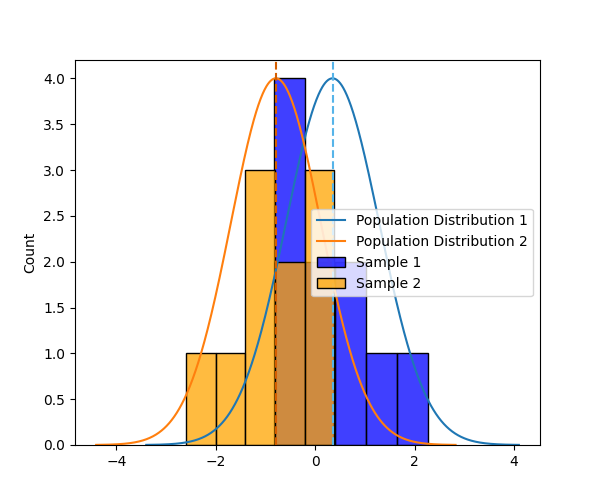 4.0
3.5
3.0
2.5
2.0
1.5
1.0
0.5
0.0
Count
Population Distribution 1
Population Distribution 2
Sample 1
Sample 2
−4 −2 0 2 4